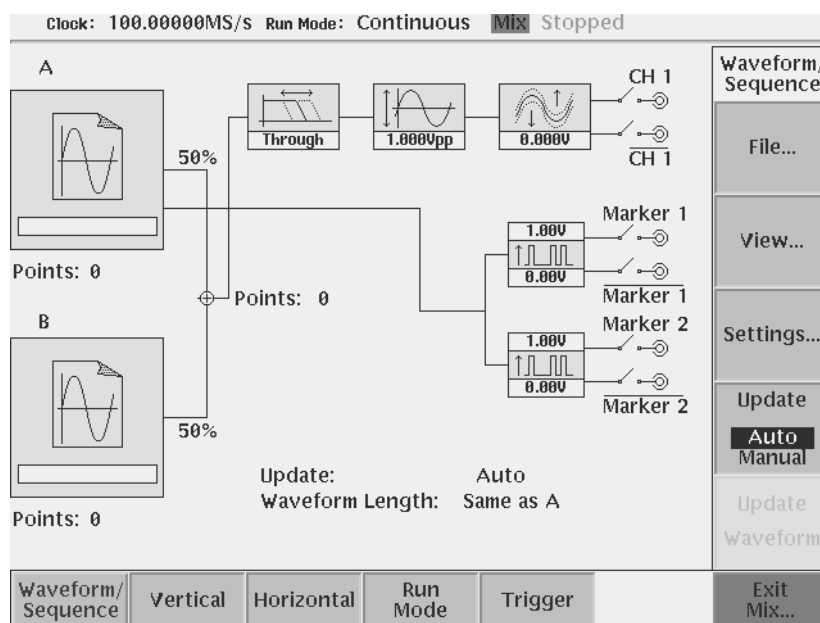 Clock: 100.00000MS/s Run Mode: Continuous Mix Stopped
A
50%
Points: 0
B
50%
Points: 0
Points: 0
Through
1.000Vpp
0.000V
CH 1
CH 1
1.00V
0.00V
Marker 1
Marker 1
1.00V
0.00V
Marker 2
Marker 2
Update: Auto
Waveform Length: Same as A
Waveform/
Sequence
File...
View...
Settings...
Update
Auto
Manual
Update
Waveform
Exit
Mix...
Waveform/
Sequence
Vertical
Horizontal
Run
Mode
Trigger